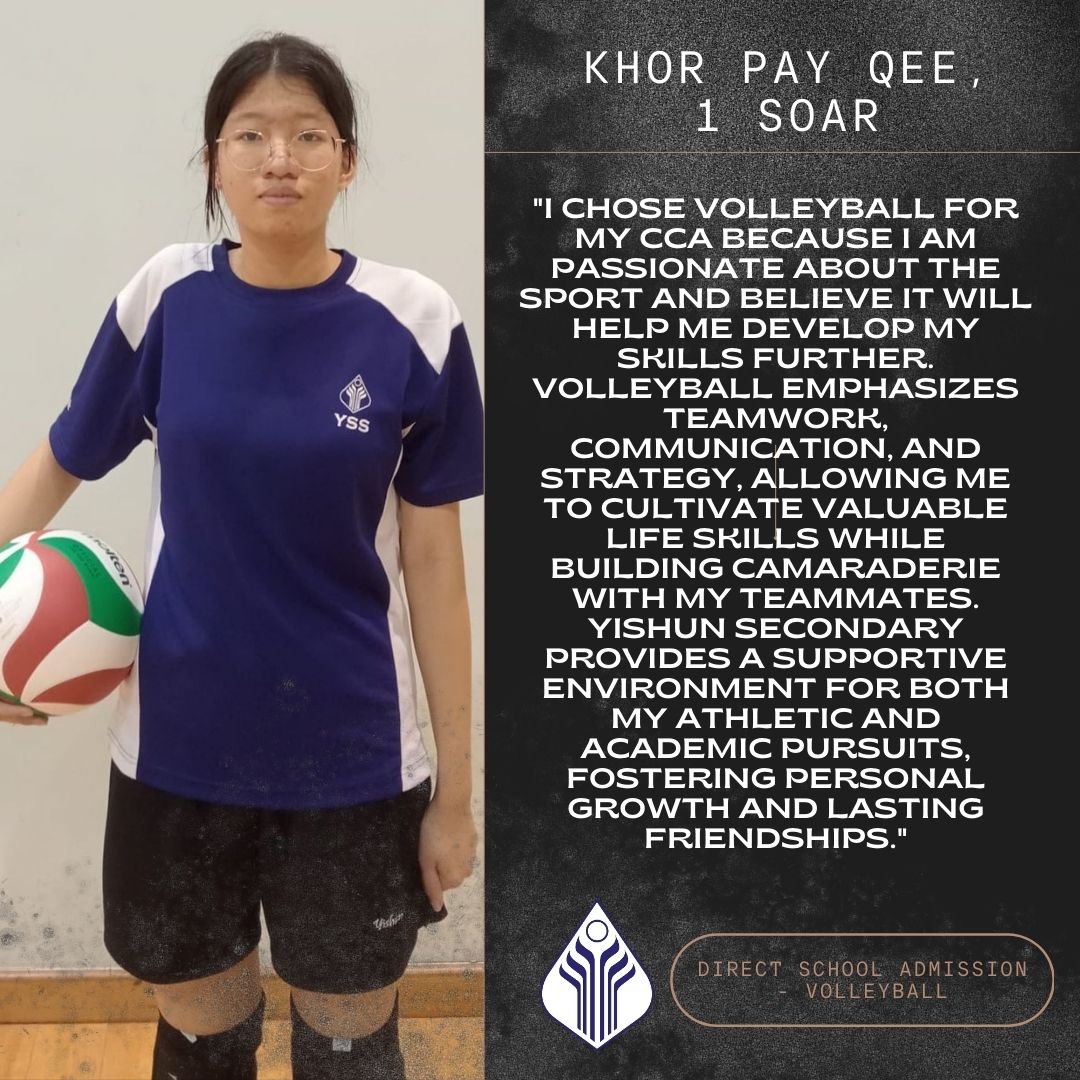 KHOR PAY QEE,
1 SOAR
"I CHOSE VOLLEYBALL FOR
MY CCA BECAUSE I AM
PASSIONATE ABOUT THE
SPORT AND BELIEVE IT WILL
HELP ME DEVELOP MY
SKILLS FURTHER.
VOLLEYBALL EMPHASIZES
TEAMWORK,
COMMUNICATION, AND
STRATEGY, ALLOWING ME
TO CULTIVATE VALUABLE
LIFE SKILLS WHILE
BUILDING CAMARADERIE
WITH MY TEAMMATES.
YISHUN SECONDARY
PROVIDES A SUPPORTIVE
ENVIRONMENT FOR BOTH
MY ATHLETIC AND
ACADEMIC PURSUITS,
FOSTERING PERSONAL
GROWTH AND LASTING
FRIENDSHIPS."
DIRECT SCHOOL ADMISSION
- VOLLEYBALL
YSS
Yishun